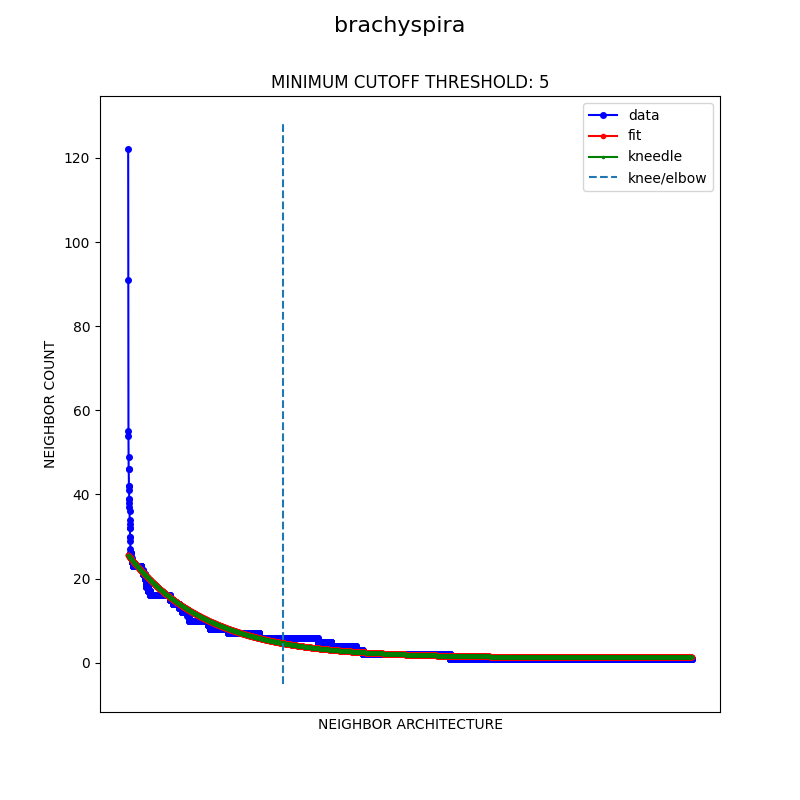 brachyspira
MINIMUM CUTOFF THRESHOLD: 5
data
fit
kneedle
knee/elbow
120
100
80
60
40
20
0
NEIGHBOR COUNT
NEIGHBOR ARCHITECTURE